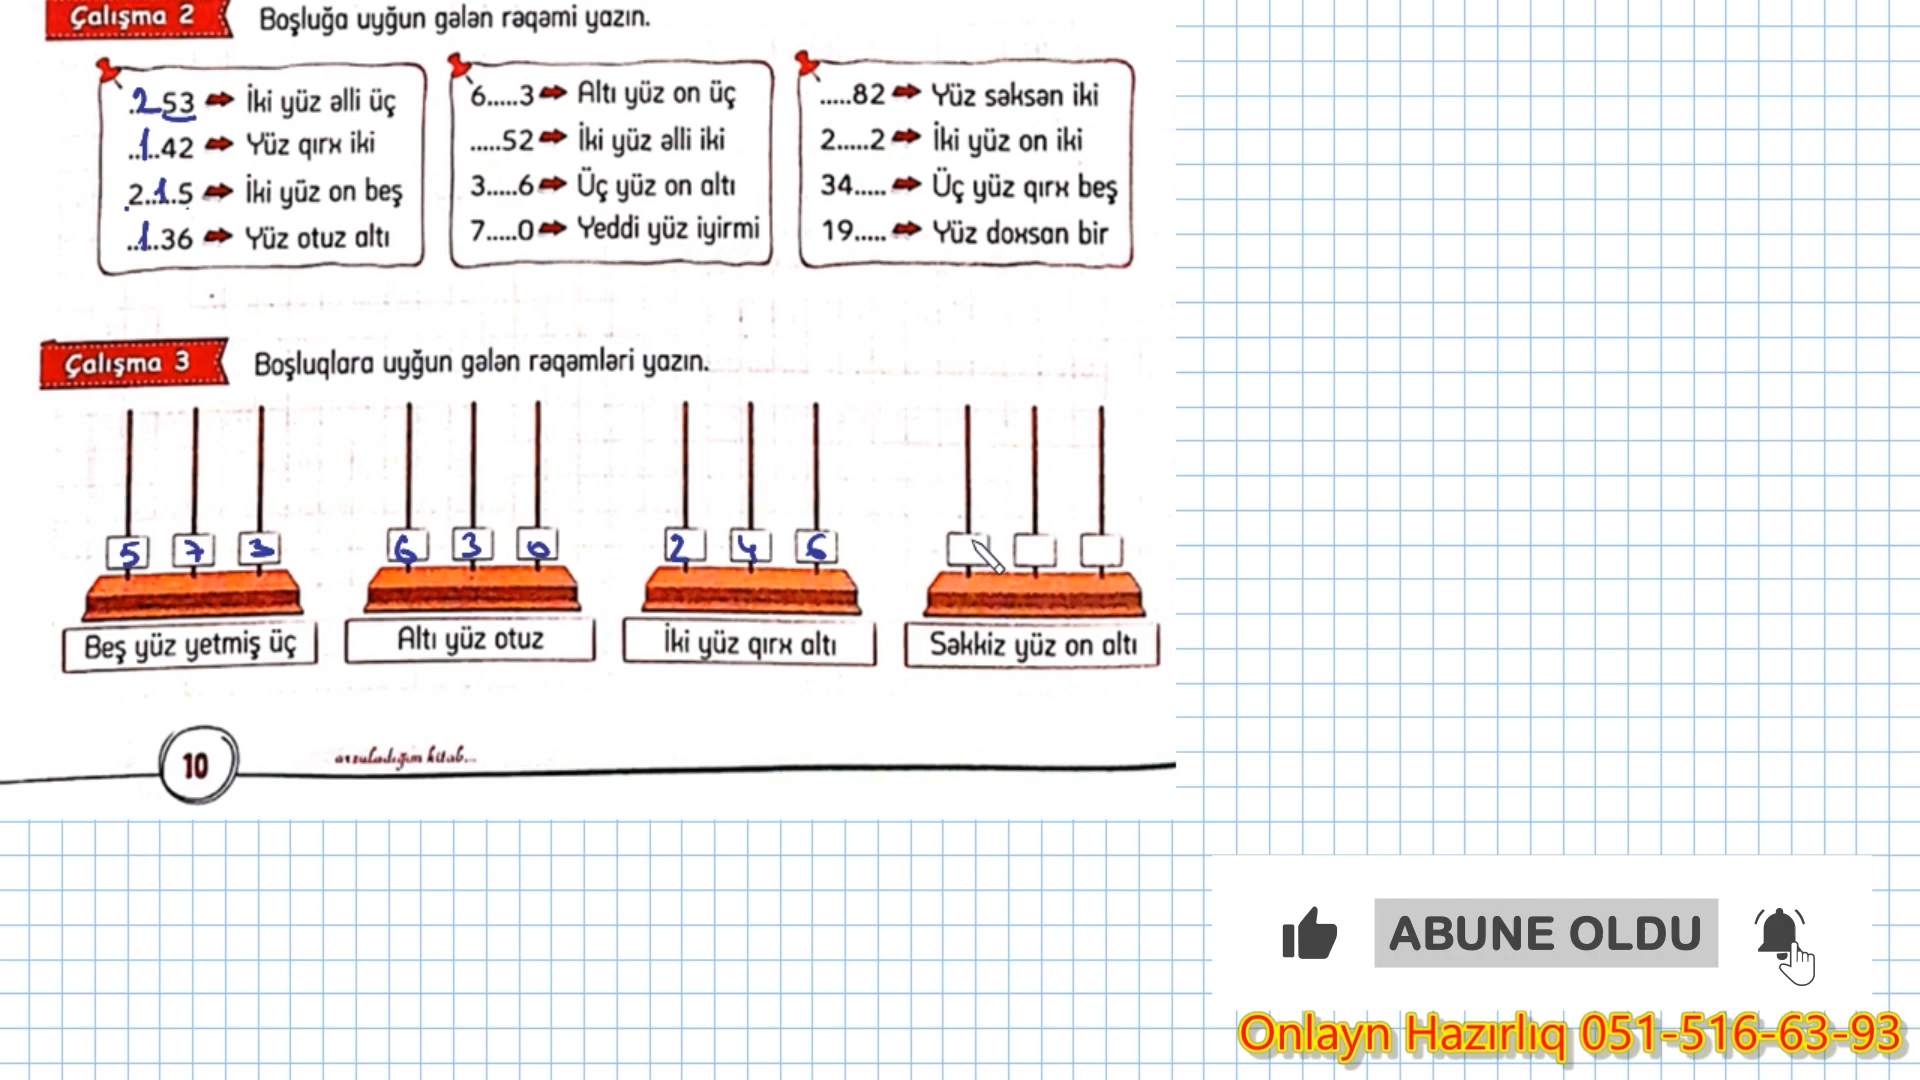 Çalışma 2 Boşluğa uyğun gələn rəqəmi yazın.
.2.53 ⇨ İki yüz əlli üç
..1..42 ⇨ Yüz qırx iki
2..1..5 ⇨ İki yüz on beş
..1..36 ⇨ Yüz otuz altı
6.....3 ⇨ Altı yüz on üç
.....52 ⇨ İki yüz əlli iki
3.....6 ⇨ Üç yüz on altı
7.....0 ⇨ Yeddi yüz iyirmi
.....82 ⇨ Yüz səksən iki
2.....2 ⇨ İki yüz on iki
34..... ⇨ Üç yüz qırx beş
19..... ⇨ Yüz doxsan bir
Çalışma 3 Boşluqlara uyğun gələn rəqəmləri yazın.
5 7 3 6 3 0 2 4 6
Beş yüz yetmiş üç Altı yüz otuz İki yüz qırx altı Səkkiz yüz on altı
10 arzuladığım kitab...
ABUNE OLDU
Onlayn Hazırlıq 051-516-63-93